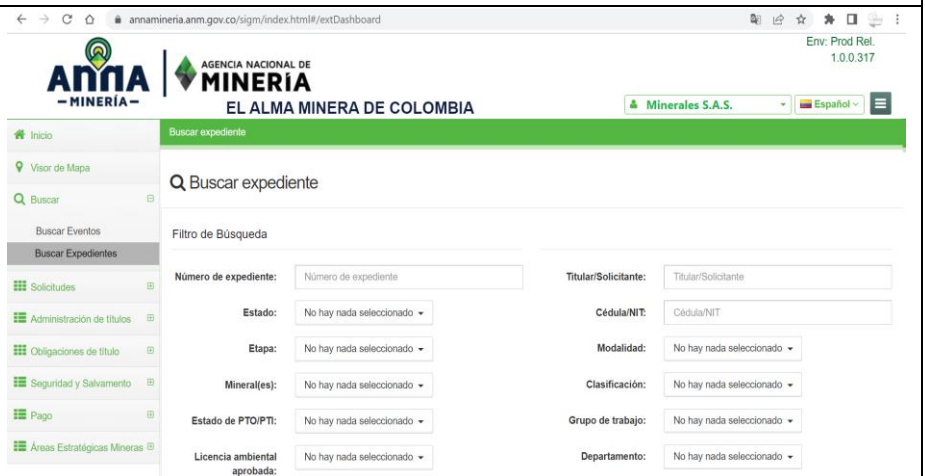 annamineria.anm.gov.co/sigm/index.html#/extDashboard
Env: Prod Rel.
1.0.0.317
AnnA
–MINERÍA–
AGENCIA NACIONAL DE
MINERÍA
EL ALMA MINERA DE COLOMBIA
Minerales S.A.S.
Español
Inicio
Visor de Mapa
Buscar
Buscar Eventos
Buscar Expedientes
Solicitudes
Administración de títulos
Obligaciones de título
Seguridad y Salvamento
Pago
Áreas Estratégicas Mineras
Buscar expediente
Buscar expediente
Filtro de Búsqueda
Número de expediente: Número de expediente
Titular/Solicitante: Titular/Solicitante
Estado: No hay nada seleccionado
Cédula/NIT: Cédula/NIT
Etapa: No hay nada seleccionado
Modalidad: No hay nada seleccionado
Mineral(es): No hay nada seleccionado
Clasificación: No hay nada seleccionado
Estado de PTO/PTI: No hay nada seleccionado
Grupo de trabajo: No hay nada seleccionado
Licencia ambiental
aprobada: No hay nada seleccionado
Departamento: No hay nada seleccionado